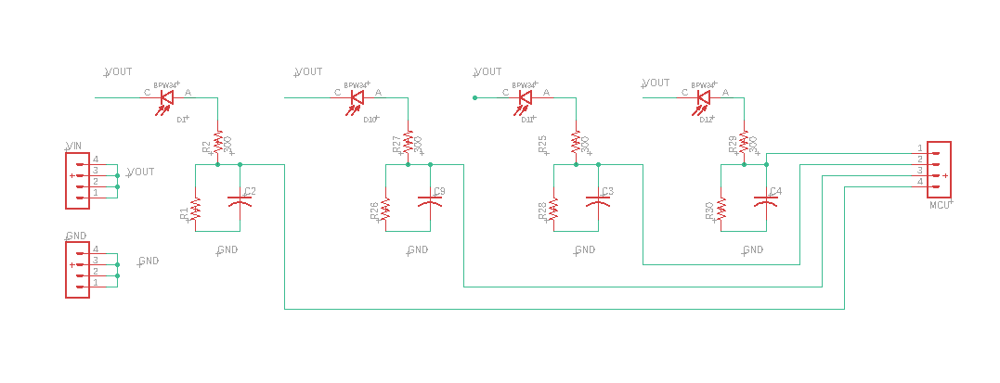 VOUT VOUT VOUT VOUT
BPW34 BPW34 BPW34 BPW34
C A C A C A C A
D1 D10 D11 D12
R2 300 R27 300 R25 300 R29 300
VIN
4
3
2
1
VOUT
1
2
3
4
MCU
R1 C2 R26 C9 R28 C3 R30 C4
GND GND GND GND
GND
4
3
2
1
GND